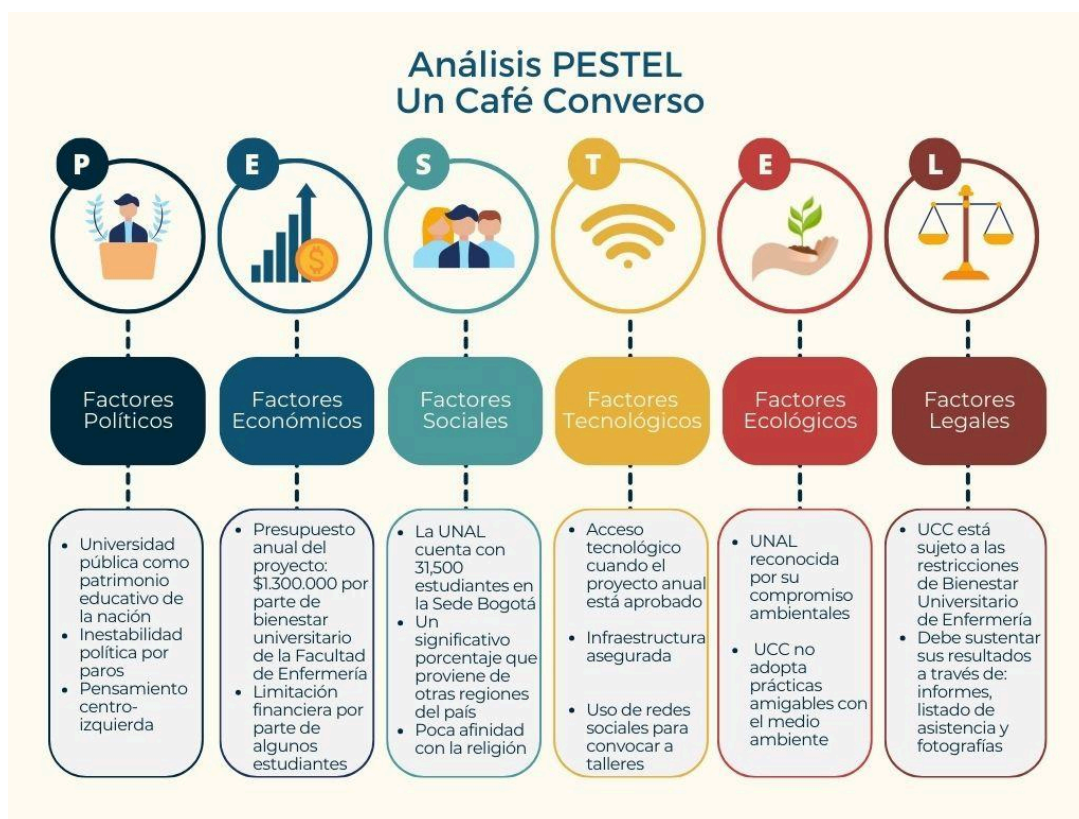 Análisis PESTEL
Un Café Converso
P
E
S
T
E
L
$
Factores
Políticos
Factores
Económicos
Factores
Sociales
Factores
Tecnológicos
Factores
Ecológicos
Factores
Legales
• Universidad
pública como
patrimonio
educativo de
la nación
• Inestabilidad
política por
paros
• Pensamiento
centro-
izquierda
• Presupuesto
anual del
proyecto:
$1.300.000 por
parte de
bienestar
universitario
de la Facultad
de Enfermería
• Limitación
financiera por
parte de
algunos
estudiantes
• La UNAL
cuenta con
31,500
estudiantes en
la Sede Bogotá
• Un
significativo
porcentaje que
proviene de
otras regiones
del país
• Poca afinidad
con la religión
• Acceso
tecnológico
cuando el
proyecto anual
está aprobado
• Infraestructura
asegurada
• Uso de redes
sociales para
convocar a
talleres
• UNAL
reconocida
por su
compromiso
ambientales
• UCC no
adopta
prácticas
amigables con
el medio
ambiente
• UCC está
sujeto a las
restricciones
de Bienestar
Universitario
de Enfermería
• Debe sustentar
sus resultados
a través de:
informes,
listado de
asistencia y
fotografías